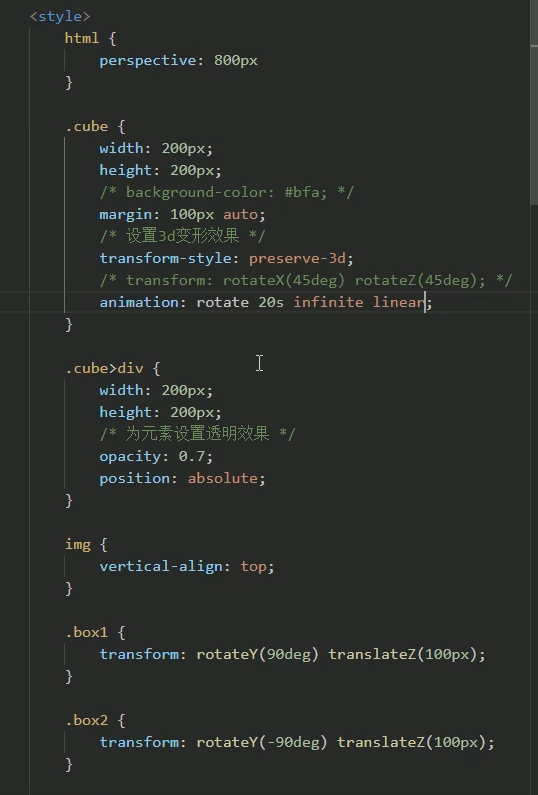 <style>
html {
perspective: 800px
}
.cube {
width: 200px;
height: 200px;
/* background-color: #bfa; */
margin: 100px auto;
/* 设置3d变形效果 */
transform-style: preserve-3d;
/* transform: rotateX(45deg) rotateZ(45deg); */
animation: rotate 20s infinite linear;
}
.cube>div {
width: 200px;
height: 200px;
/* 为元素设置透明效果 */
opacity: 0.7;
position: absolute;
}
img {
vertical-align: top;
}
.box1 {
transform: rotateY(90deg) translateZ(100px);
}
.box2 {
transform: rotateY(-90deg) translateZ(100px);
}